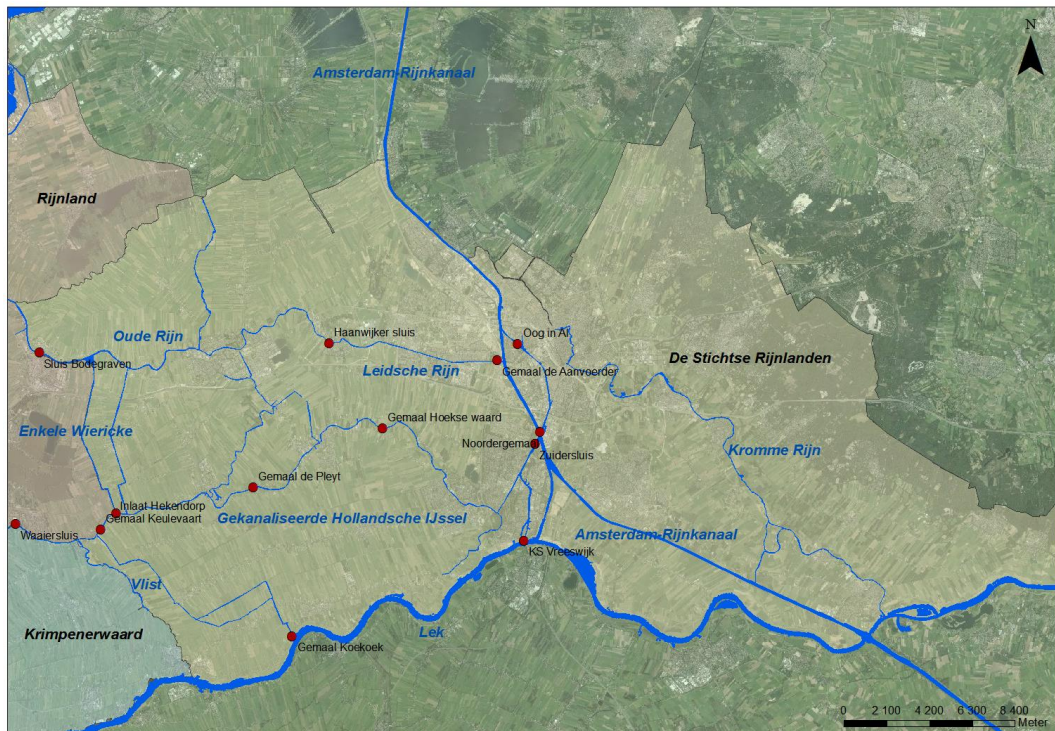 N
Amsterdam-Rijnkanaal
Rijnland
Oude Rijn
Haanwijker sluis
Oog in Al
Sluis Bodegraven
Leidsche Rijn
Gemaal de Aanvoerder
De Stichtse Rijnlanden
Enkele Wiericke
Gemaal Hoekse waard
Noordergemaal
Zuidersluis
Kromme Rijn
Gemaal de Pleyt
Inlaat Hekendorp
Gemaal Keulevaart
Gekanaliseerde Hollandsche IJssel
Waaiersluis
Amsterdam-Rijnkanaal
KS Vreeswijk
Vlist
Krimpenerwaard
Lek
Gemaal Koekoek
0 2 100 4 200 6 300 8 400
Meter